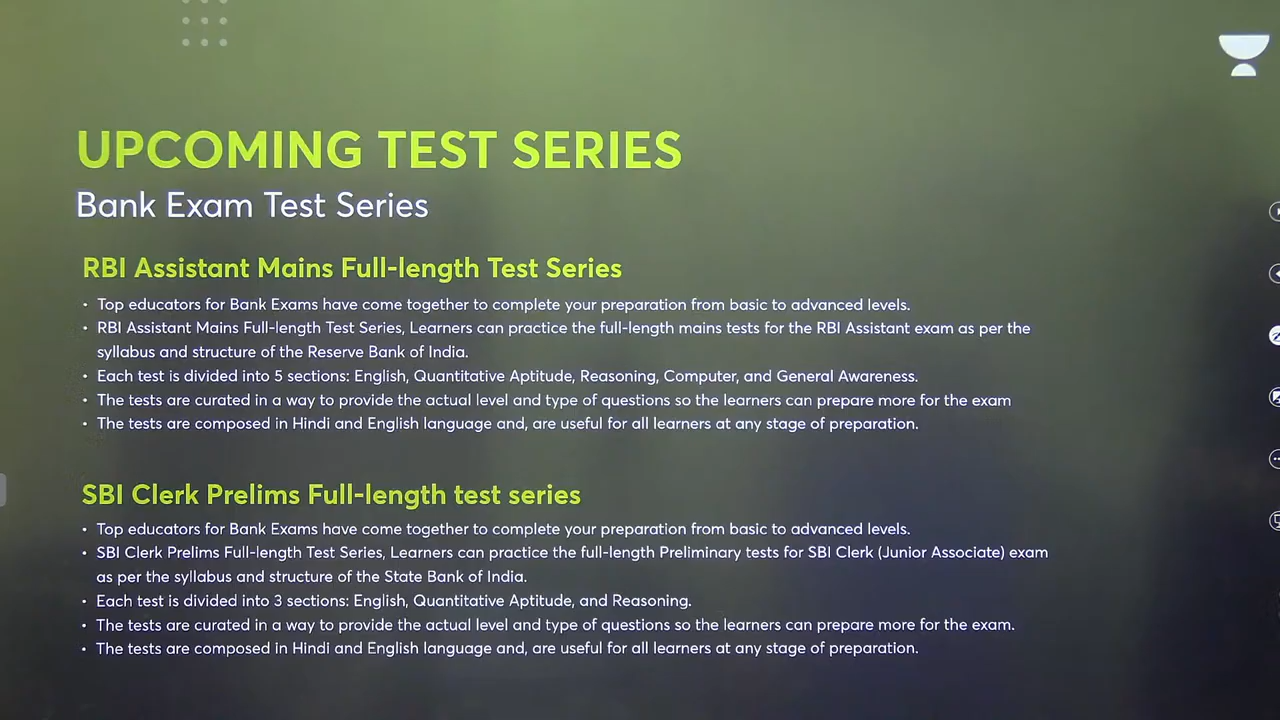 UPCOMING TEST SERIES
Bank Exam Test Series
RBI Assistant Mains Full-length Test Series
• Top educators for Bank Exams have come together to complete your preparation from basic to advanced levels.
• RBI Assistant Mains Full-length Test Series, Learners can practice the full-length mains tests for the RBI Assistant exam as per the
syllabus and structure of the Reserve Bank of India.
• Each test is divided into 5 sections: English, Quantitative Aptitude, Reasoning, Computer, and General Awareness.
• The tests are curated in a way to provide the actual level and type of questions so the learners can prepare more for the exam
• The tests are composed in Hindi and English language and, are useful for all learners at any stage of preparation.
SBI Clerk Prelims Full-length test series
• Top educators for Bank Exams have come together to complete your preparation from basic to advanced levels.
• SBI Clerk Prelims Full-length Test Series, Learners can practice the full-length Preliminary tests for SBI Clerk (Junior Associate) exam
as per the syllabus and structure of the State Bank of India.
• Each test is divided into 3 sections: English, Quantitative Aptitude, and Reasoning.
• The tests are curated in a way to provide the actual level and type of questions so the learners can prepare more for the exam.
• The tests are composed in Hindi and English language and, are useful for all learners at any stage of preparation.